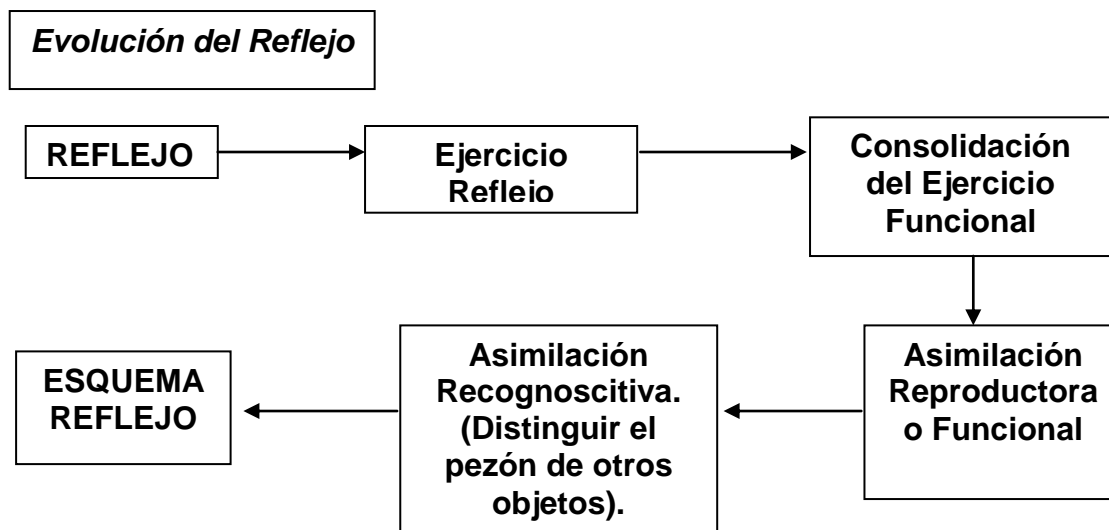 Evolución del Reflejo
REFLEJO
Ejercicio
Reflejo
Consolidación
del Ejercicio
Funcional
Asimilación
Reproductora
o Funcional
Asimilación
Recognoscitiva.
(Distinguir el
pezón de otros
objetos).
ESQUEMA
REFLEJO